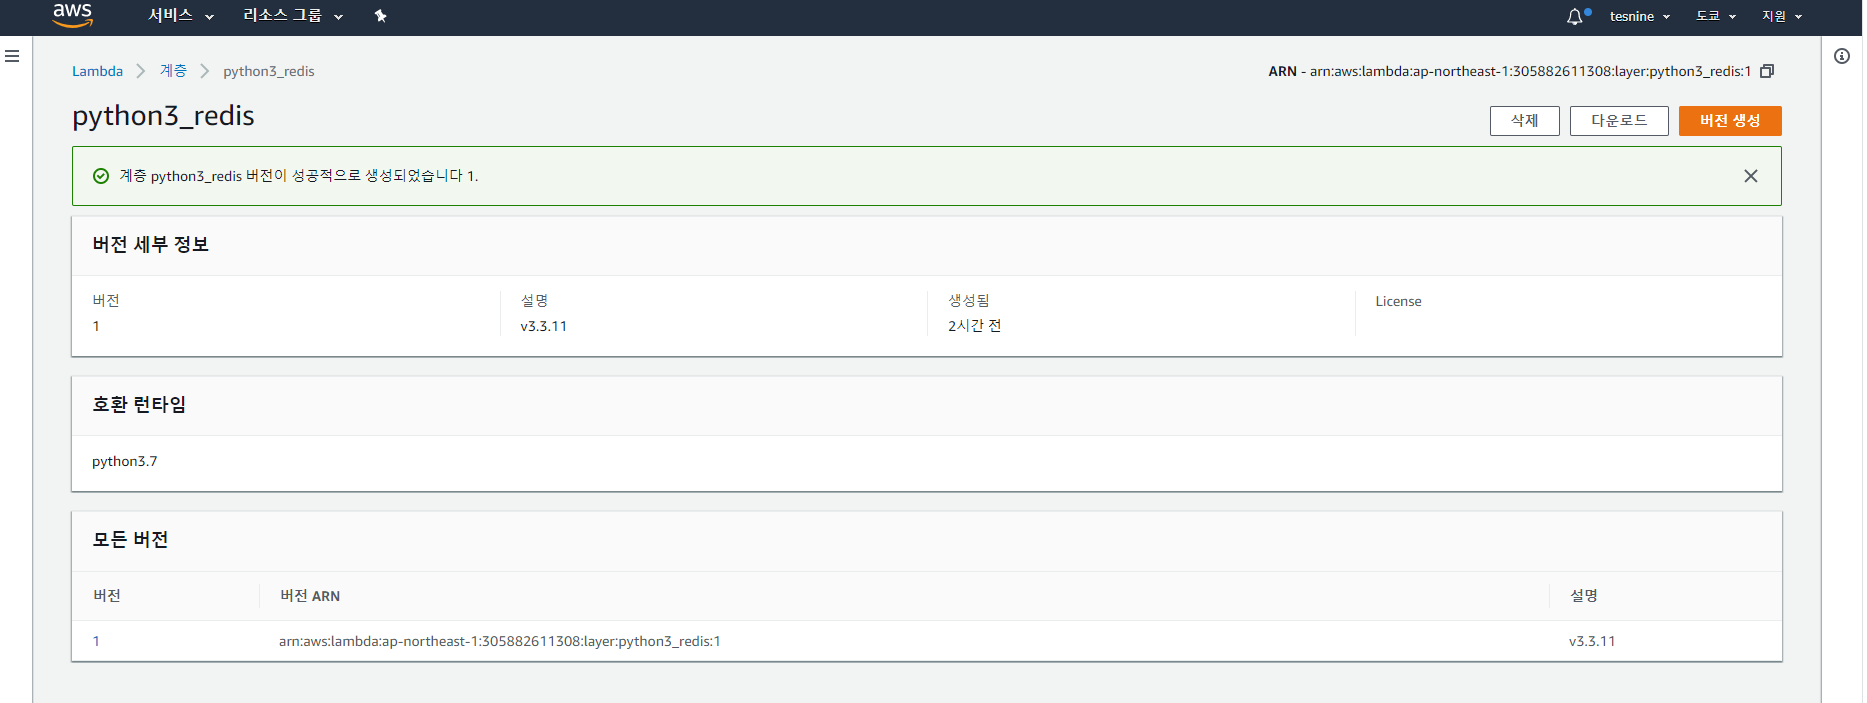 aws 서비스 리소스 그룹 tesnine 도쿄 지원
Lambda 계층 python3_redis ARN - arn:aws:lambda:ap-northeast-1:305882611308:layer:python3_redis:1
python3_redis 삭제 다운로드 버전 생성
계층 python3_redis 버전이 성공적으로 생성되었습니다 1.
버전 세부 정보
버전 설명 생성됨 License
1 v3.3.11 2시간 전
호환 런타임
python3.7
모든 버전
버전 버전 ARN 설명
1 arn:aws:lambda:ap-northeast-1:305882611308:layer:python3_redis:1 v3.3.11